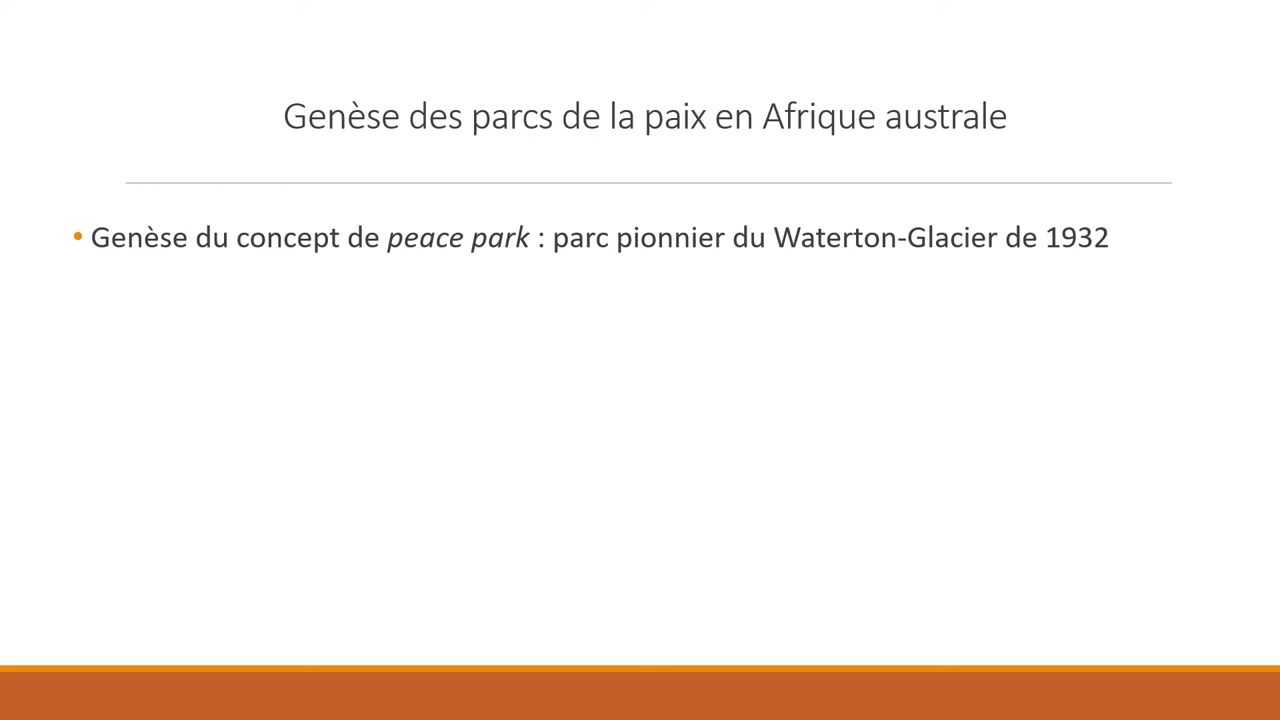 Genèse des parcs de la paix en Afrique australe
• Genèse du concept de peace park : parc pionnier du Waterton-Glacier de 1932